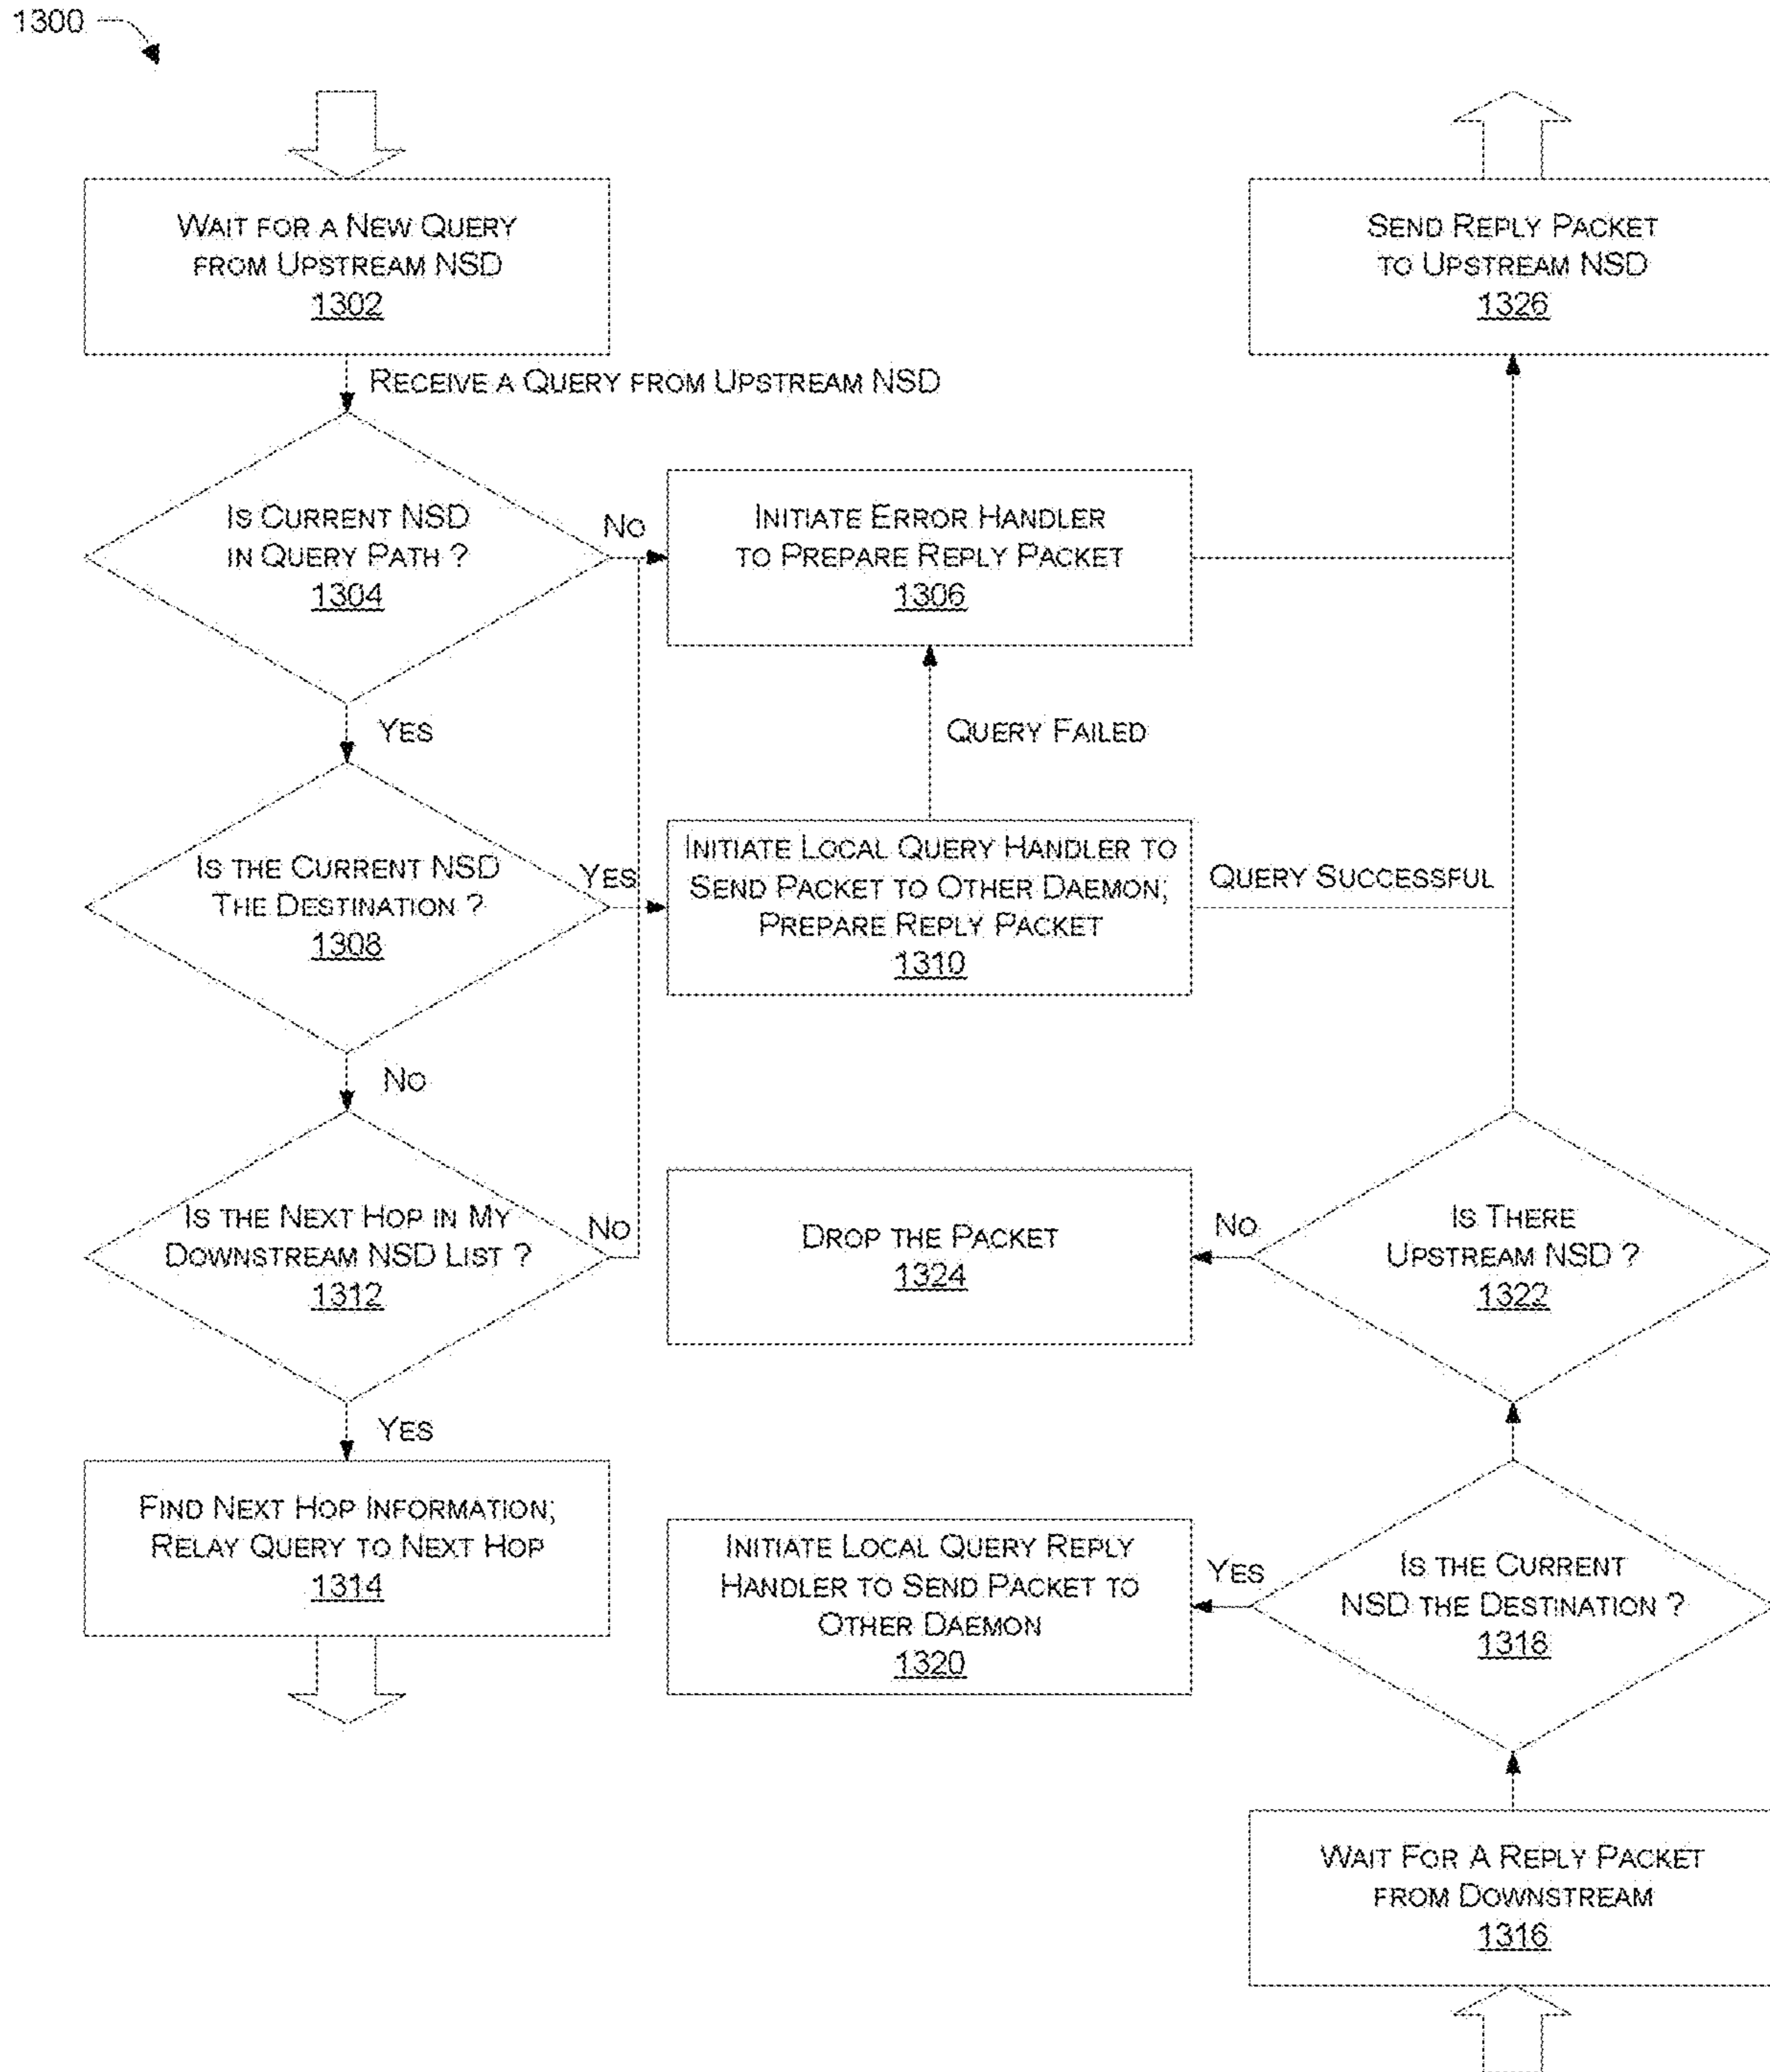 1300
WAIT FOR A NEW QUERY
FROM UPSTREAM NSD
1302
RECEIVE A QUERY FROM UPSTREAM NSD
IS CURRENT NSD
IN QUERY PATH ?
1304
NO
INITIATE ERROR HANDLER
TO PREPARE REPLY PACKET
1306
YES
QUERY FAILED
IS THE CURRENT NSD
THE DESTINATION ?
1308
YES
INITIATE LOCAL QUERY HANDLER TO
SEND PACKET TO OTHER DAEMON;
PREPARE REPLY PACKET
1310
QUERY SUCCESSFUL
NO
IS THE NEXT HOP IN MY
DOWNSTREAM NSD LIST ?
1312
NO
YES
FIND NEXT HOP INFORMATION;
RELAY QUERY TO NEXT HOP
1314
SEND REPLY PACKET
TO UPSTREAM NSD
1326
DROP THE PACKET
1324
NO
IS THERE
UPSTREAM NSD ?
1322
INITIATE LOCAL QUERY REPLY
HANDLER TO SEND PACKET TO
OTHER DAEMON
1320
YES
IS THE CURRENT
NSD THE DESTINATION ?
1318
WAIT FOR A REPLY PACKET
FROM DOWNSTREAM
1316